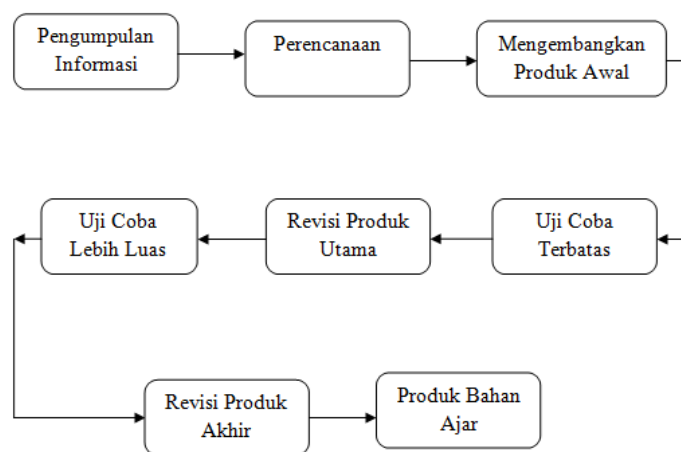 Pengumpulan
Informasi
Perencanaan
Mengembangkan
Produk Awal
Uji Coba
Terbatas
Revisi Produk
Utama
Uji Coba
Lebih Luas
Revisi Produk
Akhir
Produk Bahan
Ajar